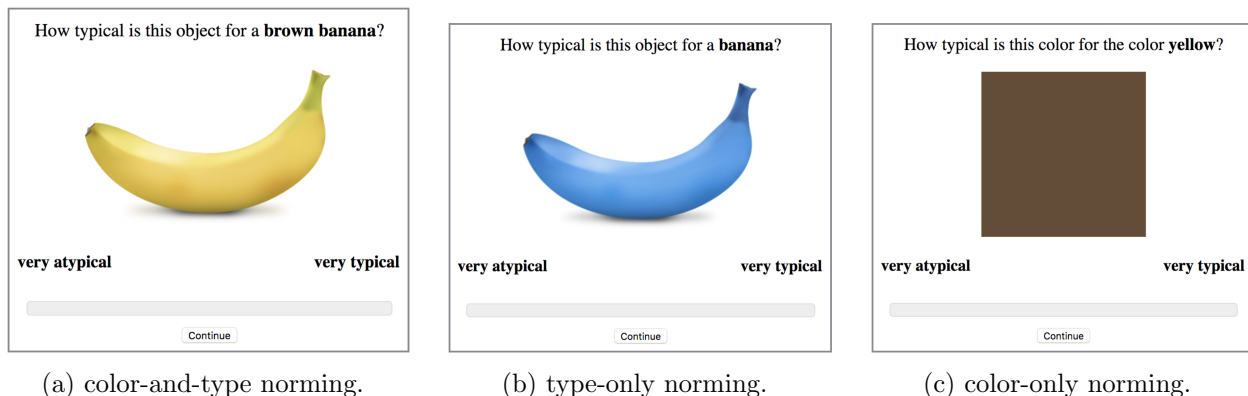 How typical is this object for a brown banana?
very atypical very typical
Continue
(a) color-and-type norming.
How typical is this object for a banana?
very atypical very typical
Continue
(b) type-only norming.
How typical is this color for the color yellow?
very atypical very typical
Continue
(c) color-only norming.